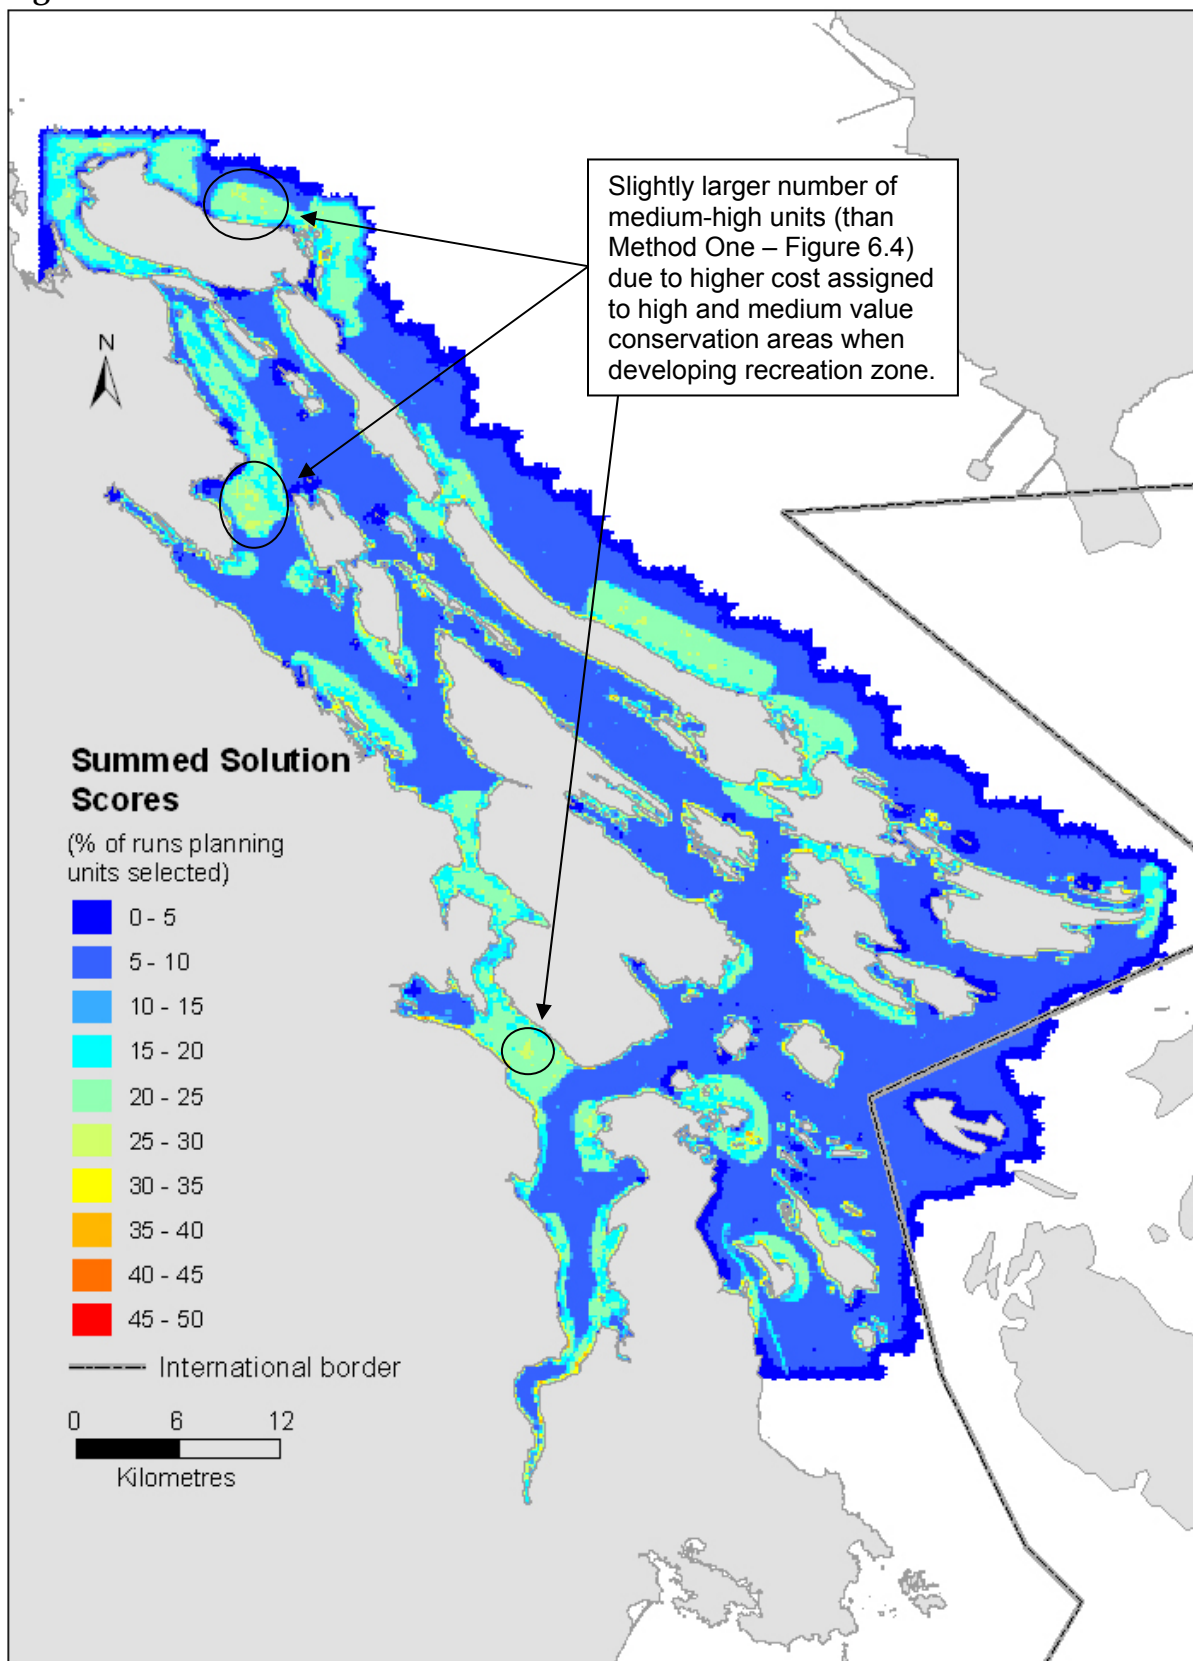 Slightly larger number of
medium-high units (than
Method One – Figure 6.4)
due to higher cost assigned
to high and medium value
conservation areas when
developing recreation zone.
N
Summed Solution
Scores
(% of runs planning
units selected)
0 - 5
5 - 10
10 - 15
15 - 20
20 - 25
25 - 30
30 - 35
35 - 40
40 - 45
45 - 50
International border
0 6 12
Kilometres